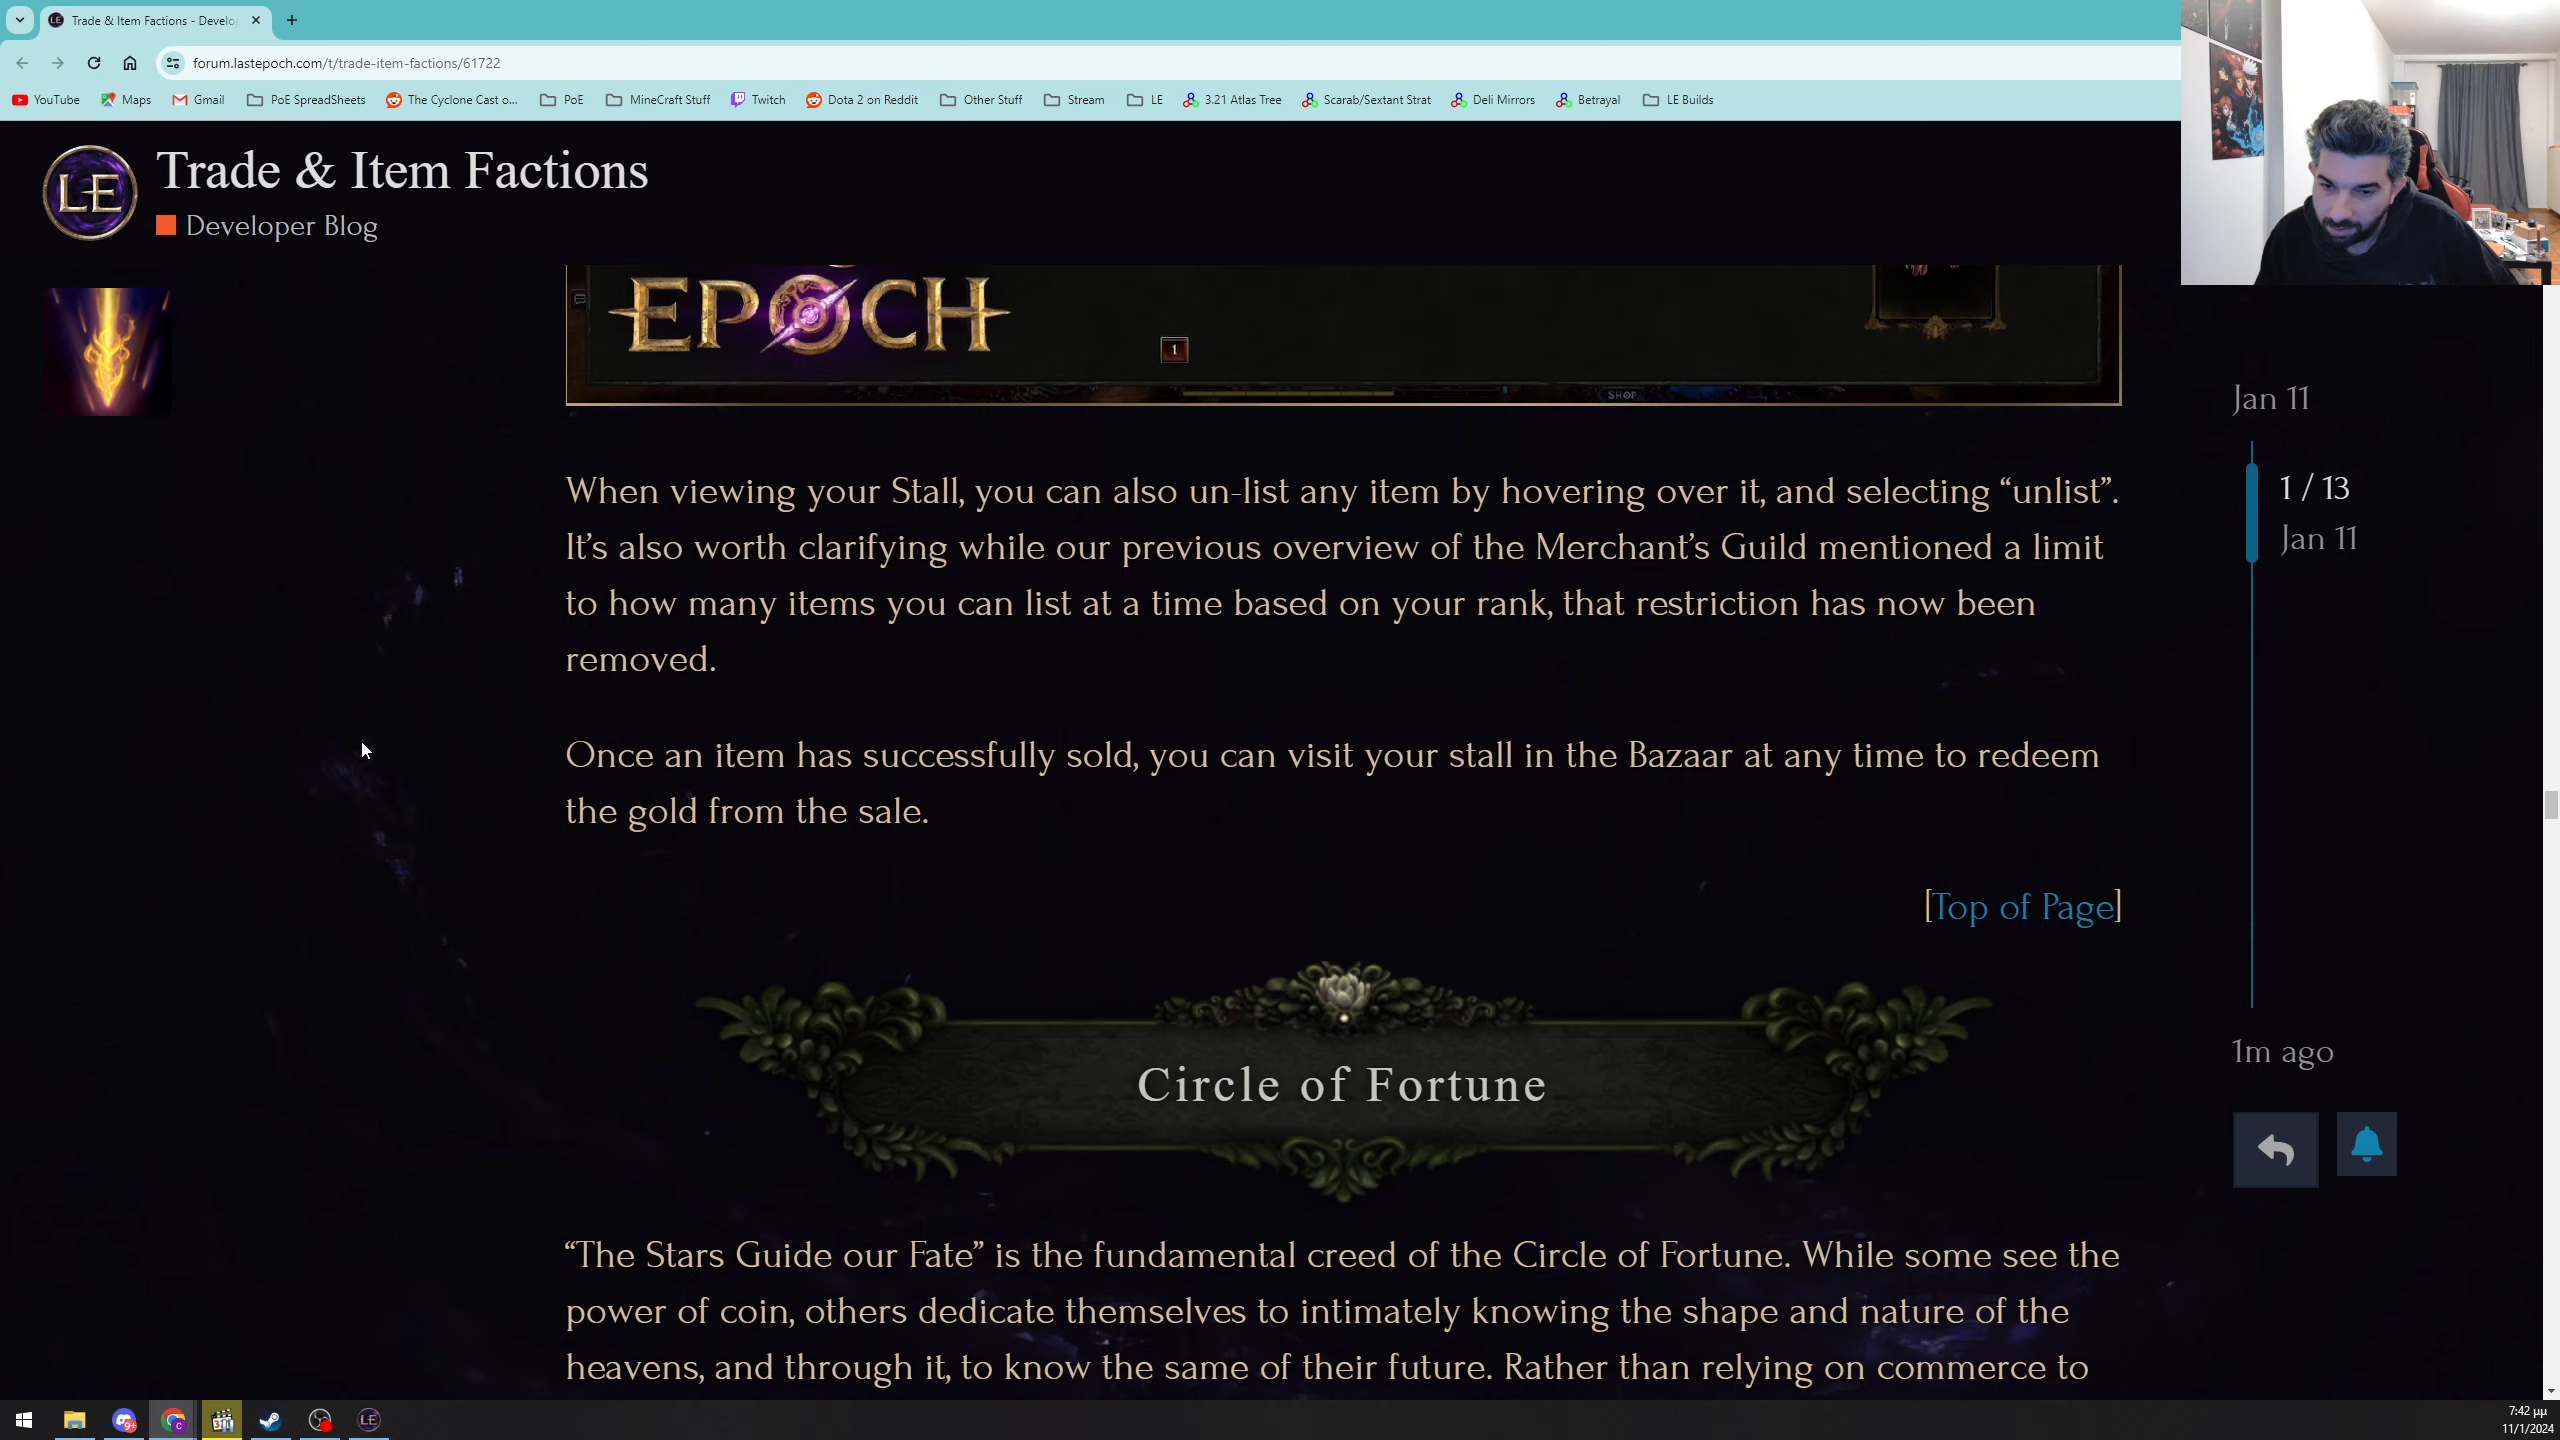 Trade & Item Factions - Develo
forum.lastepoch.com/t/trade-item-factions/61722
YouTube
Maps
Gmail
PoE SpreadSheets
The Cyclone Cast o...
PoE
MineCraft Stuff
Twitch
Dota 2 on Reddit
Other Stuff
Stream
LE
3.21 Atlas Tree
Scarab/Sextant Strat
Deli Mirrors
Betrayal
LE Builds
LE
Trade & Item Factions
Developer Blog
EPOCH
1
SHOP
Jan 11
1 / 13
Jan 11
When viewing your Stall, you can also un-list any item by hovering over it, and selecting “unlist”.
It’s also worth clarifying while our previous overview of the Merchant’s Guild mentioned a limit
to how many items you can list at a time based on your rank, that restriction has now been
removed.
Once an item has successfully sold, you can visit your stall in the Bazaar at any time to redeem
the gold from the sale.
[Top of Page]
1m ago
Circle of Fortune
“The Stars Guide our Fate” is the fundamental creed of the Circle of Fortune. While some see the
power of coin, others dedicate themselves to intimately knowing the shape and nature of the
heavens, and through it, to know the same of their future. Rather than relying on commerce to
9+
LE
7:42 μμ
11/1/2024